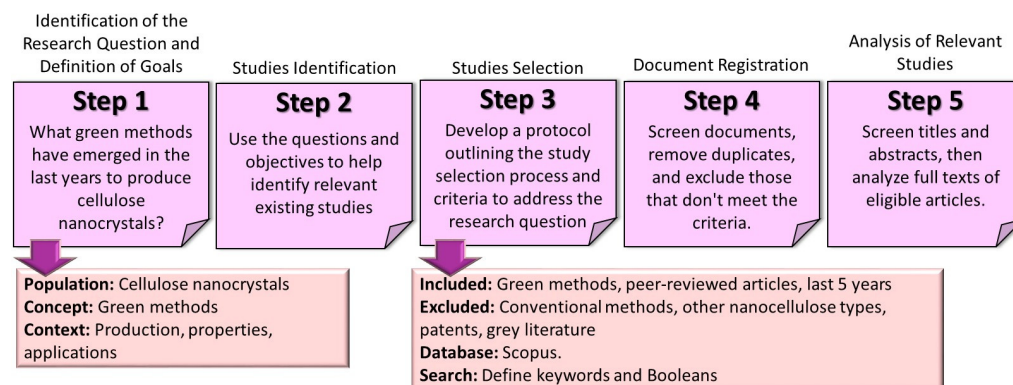 Identification of the
Research Question and
Definition of Goals
Step 1
What green methods
have emerged in the
last years to produce
cellulose
nanocrystals?
Population: Cellulose nanocrystals
Concept: Green methods
Context: Production, properties,
applications
Studies Identification
Step 2
Use the questions and
objectives to help
identify relevant
existing studies
Studies Selection
Step 3
Develop a protocol
outlining the study
selection process and
criteria to address the
research question
Included: Green methods, peer-reviewed articles, last 5 years
Excluded: Conventional methods, other nanocellulose types,
patents, grey literature
Database: Scopus.
Search: Define keywords and Booleans
Document Registration
Step 4
Screen documents,
remove duplicates,
and exclude those
that don't meet the
criteria.
Analysis of Relevant
Studies
Step 5
Screen titles and
abstracts, then
analyze full texts of
eligible articles.